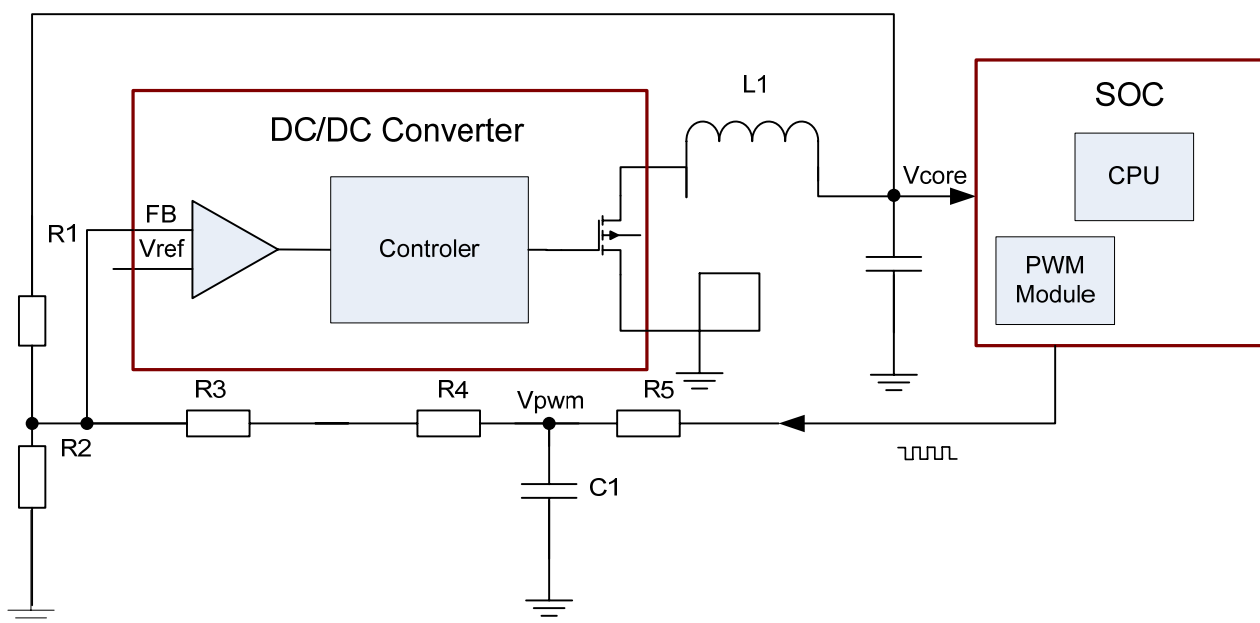 L1
SOC
DC/DC Converter
CPU
Vcore
FB
R1
Vref
Controler
PWM
Module
R3
R4
Vpwm
R5
R2
C1